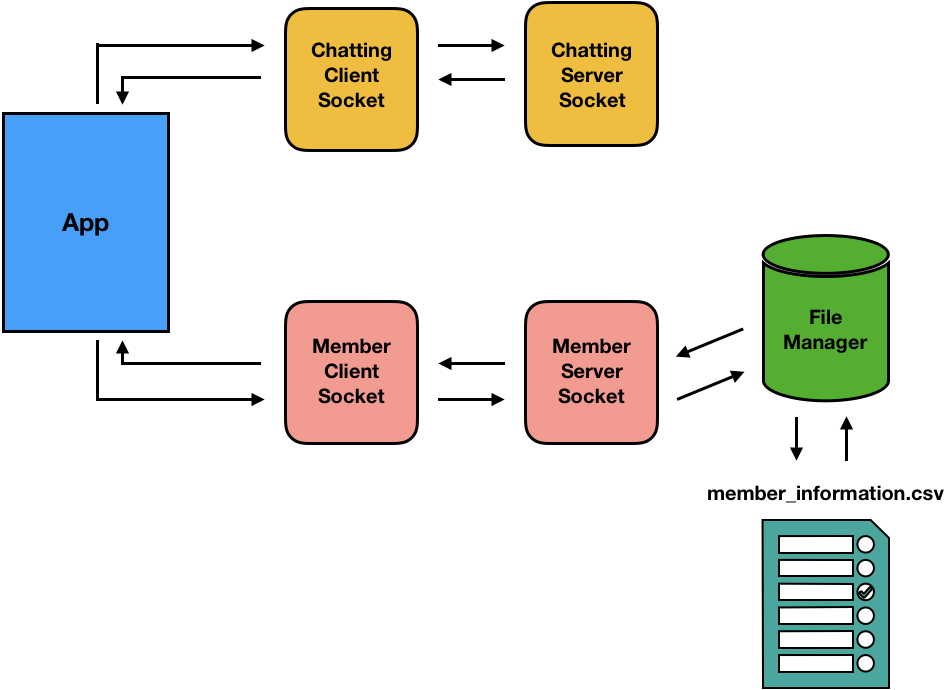 Chatting
Client
Socket
Chatting
Server
Socket
App
Member
Client
Socket
Member
Server
Socket
File
Manager
member_information.csv